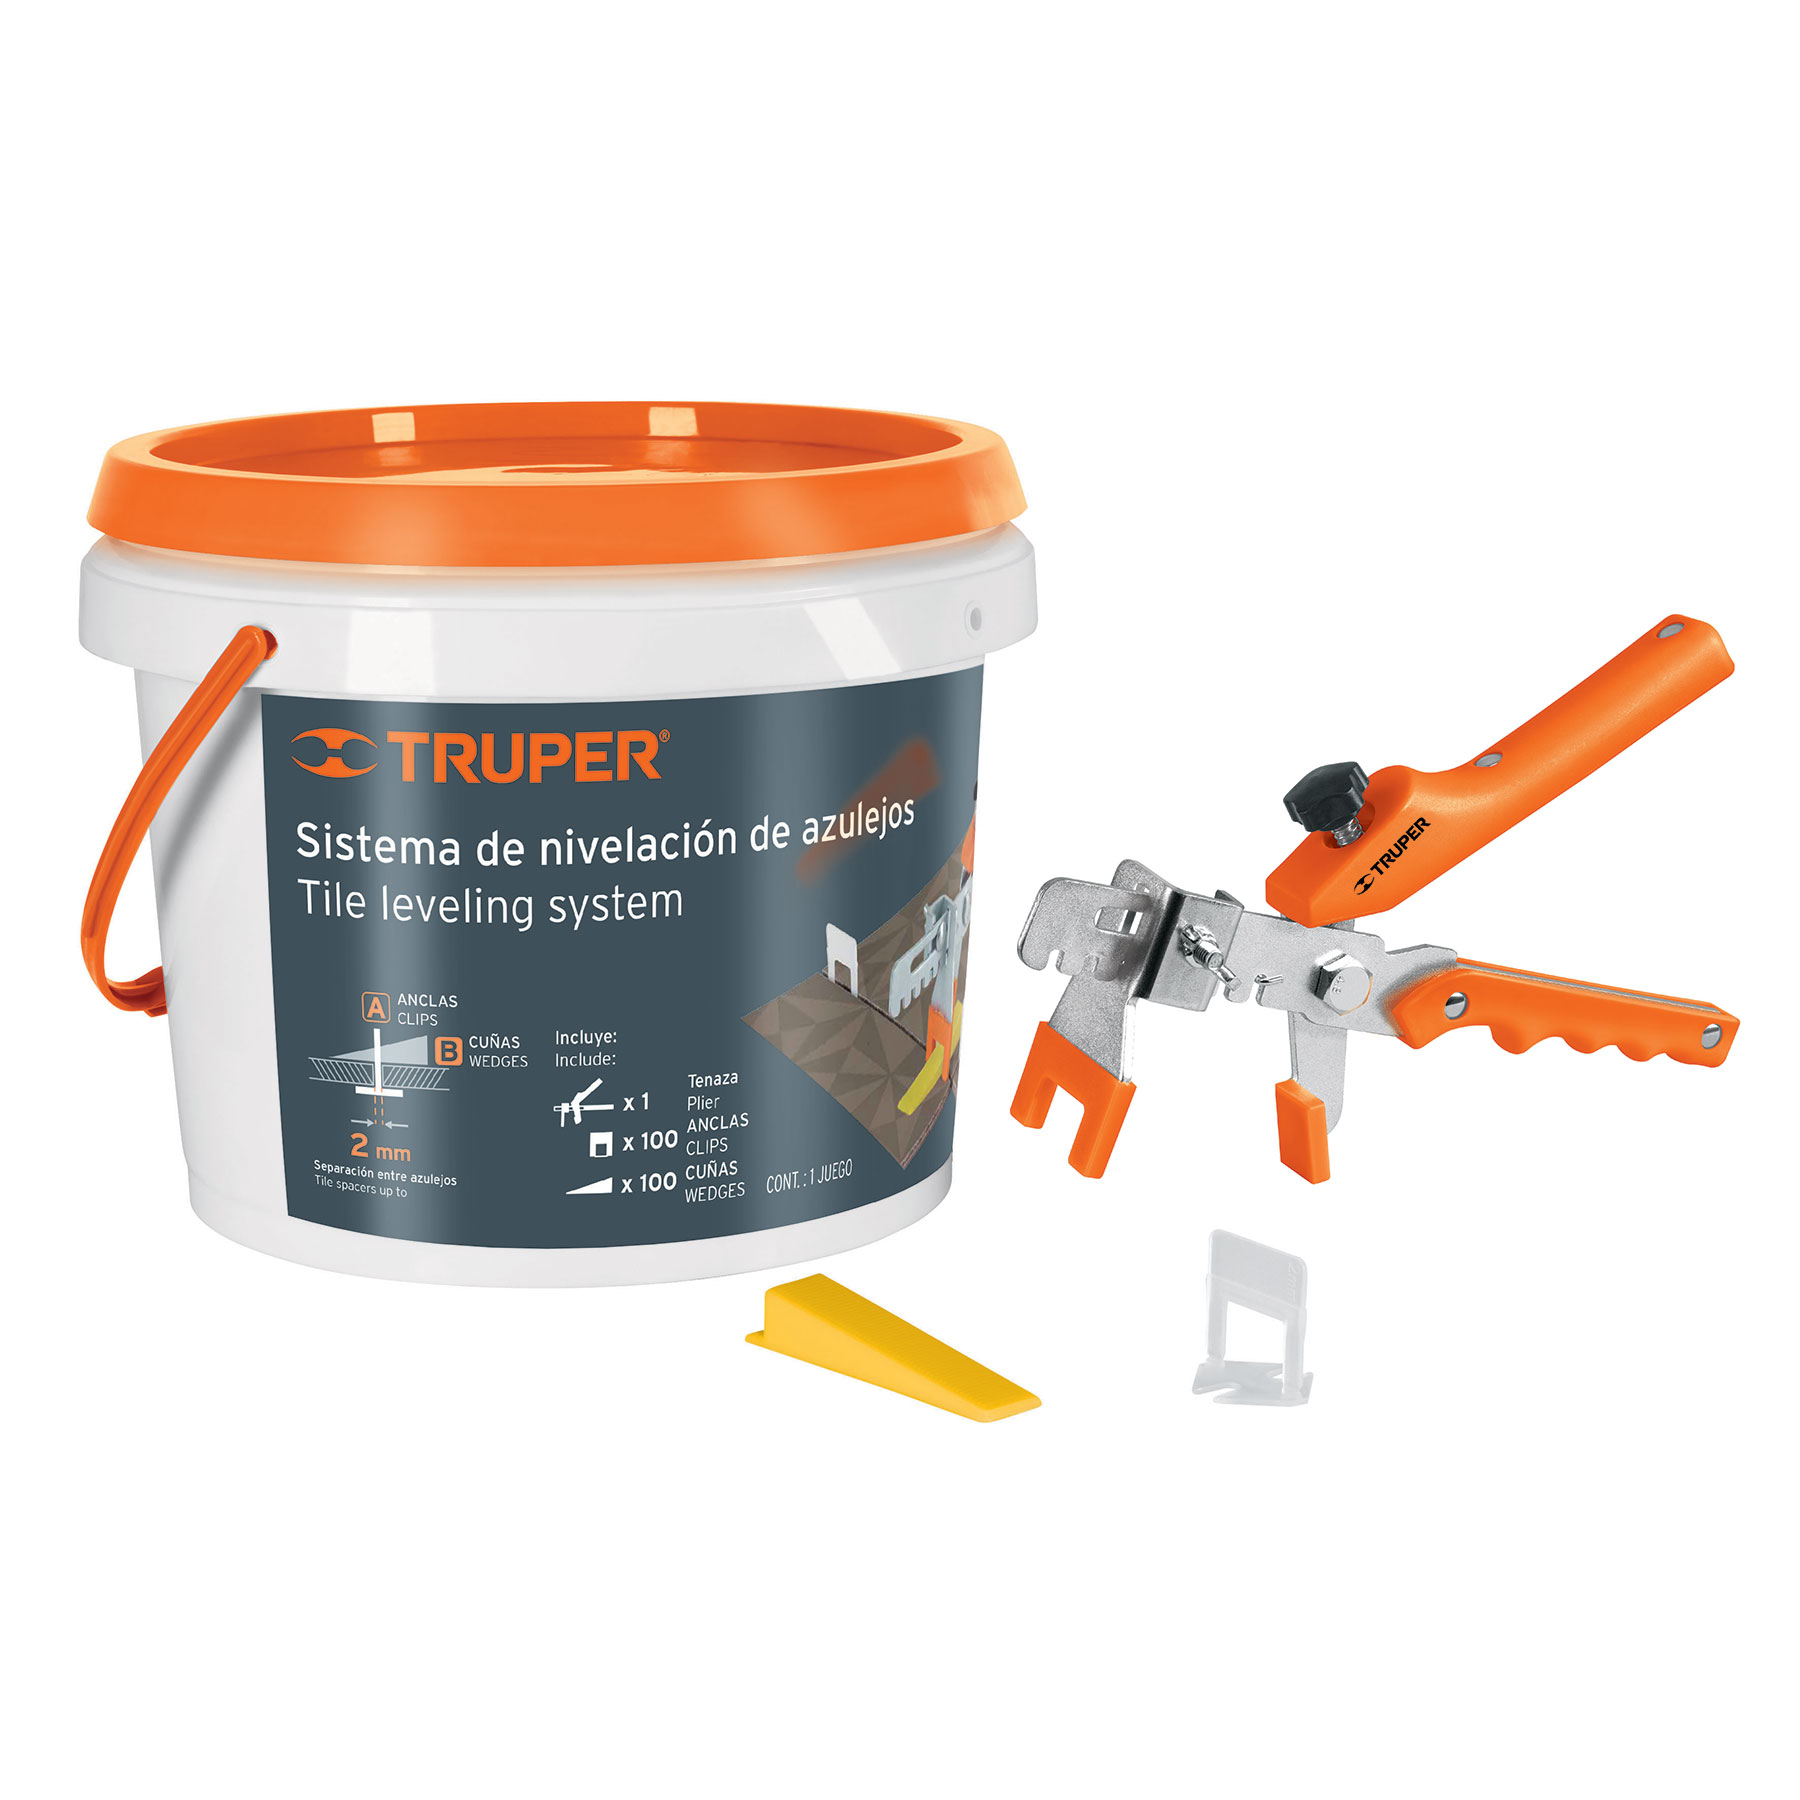 TRUPER®
Sistema de nivelación de azulejos
Tile leveling system
A ANCLAS
CLIPS
B CUÑAS
WEDGES
2 mm
Separación entre azulejos
Tile spacers up to
Incluye:
Include:
x 1 Tenaza
Plier
x 100 ANCLAS
CLIPS
x 100 CUÑAS
WEDGES
CONT.: 1 JUEGO
TRUPER